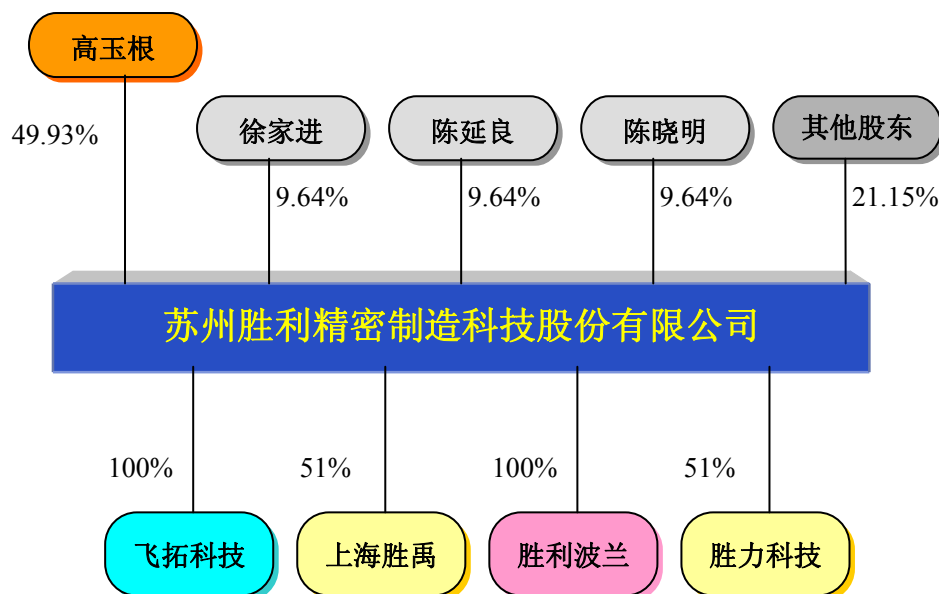 高玉根
49.93%
徐家进
陈延良
陈晓明
其他股东
9.64%
9.64%
9.64%
21.15%
苏州胜利精密制造科技股份有限公司
100%
51%
100%
51%
飞拓科技
上海胜禹
胜利波兰
胜力科技